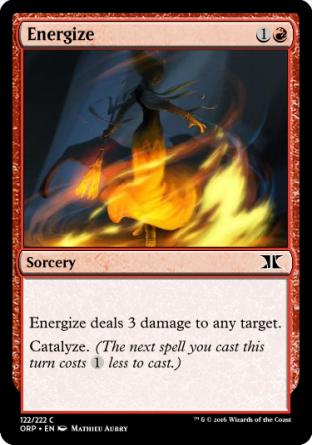 Energize 1
Sorcery
Energize deals 3 damage to any target.
Catalyze. (The next spell you cast this
turn costs 1 less to cast.)
122/222 C
ORP • EN Mathieu Aubry
™ & © 2016 Wizards of the Coast